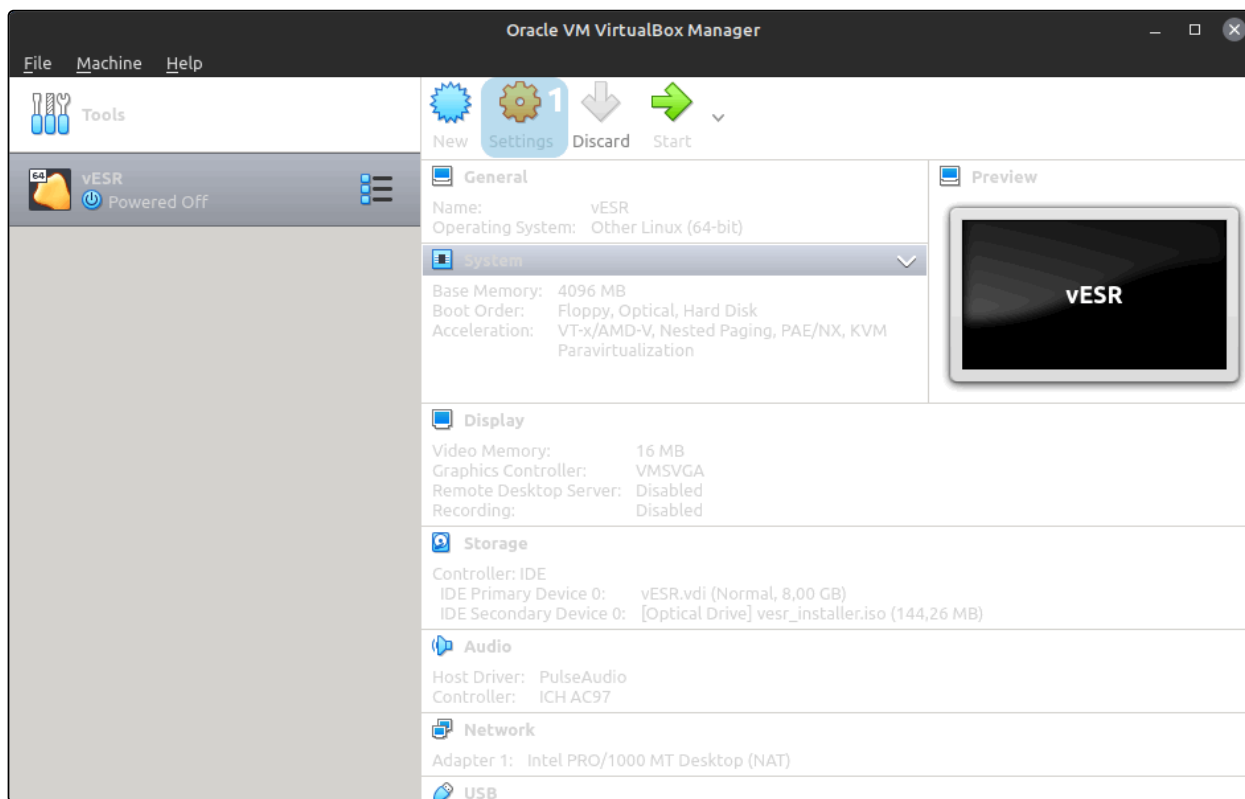 Oracle VM VirtualBox Manager
File Machine Help
Tools
New Settings 1 Discard Start
64 vESR
Powered Off
General
Name: vESR
Operating System: Other Linux (64-bit)
System
Base Memory: 4096 MB
Boot Order: Floppy, Optical, Hard Disk
Acceleration: VT-x/AMD-V, Nested Paging, PAE/NX, KVM
Paravirtualization
Preview
vESR
Display
Video Memory: 16 MB
Graphics Controller: VMSVGA
Remote Desktop Server: Disabled
Recording: Disabled
Storage
Controller: IDE
IDE Primary Device 0: vESR.vdi (Normal, 8,00 GB)
IDE Secondary Device 0: [Optical Drive] vesr_installer.iso (144,26 MB)
Audio
Host Driver: PulseAudio
Controller: ICH AC97
Network
Adapter 1: Intel PRO/1000 MT Desktop (NAT)
USB